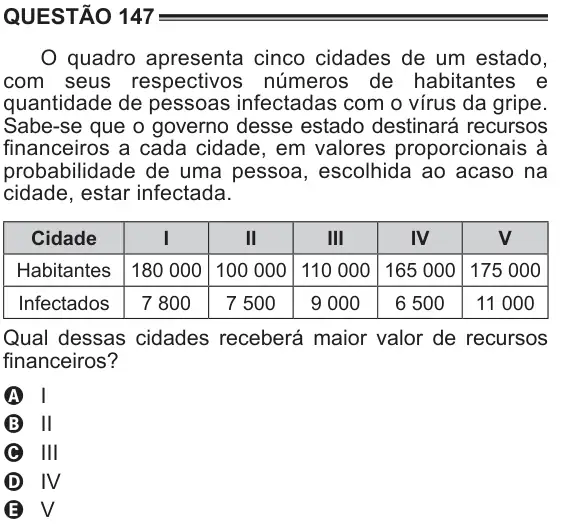 QUESTÃO 147
O quadro apresenta cinco cidades de um estado,
com seus respectivos números de habitantes e
quantidade de pessoas infectadas com o vírus da gripe.
Sabe-se que o governo desse estado destinará recursos
financeiros a cada cidade, em valores proporcionais à
probabilidade de uma pessoa, escolhida ao acaso na
cidade, estar infectada.
Cidade I II III IV V
Habitantes 180 000 100 000 110 000 165 000 175 000
Infectados 7 800 7 500 9 000 6 500 11 000
Qual dessas cidades receberá maior valor de recursos
financeiros?
A I
B II
C III
D IV
E V